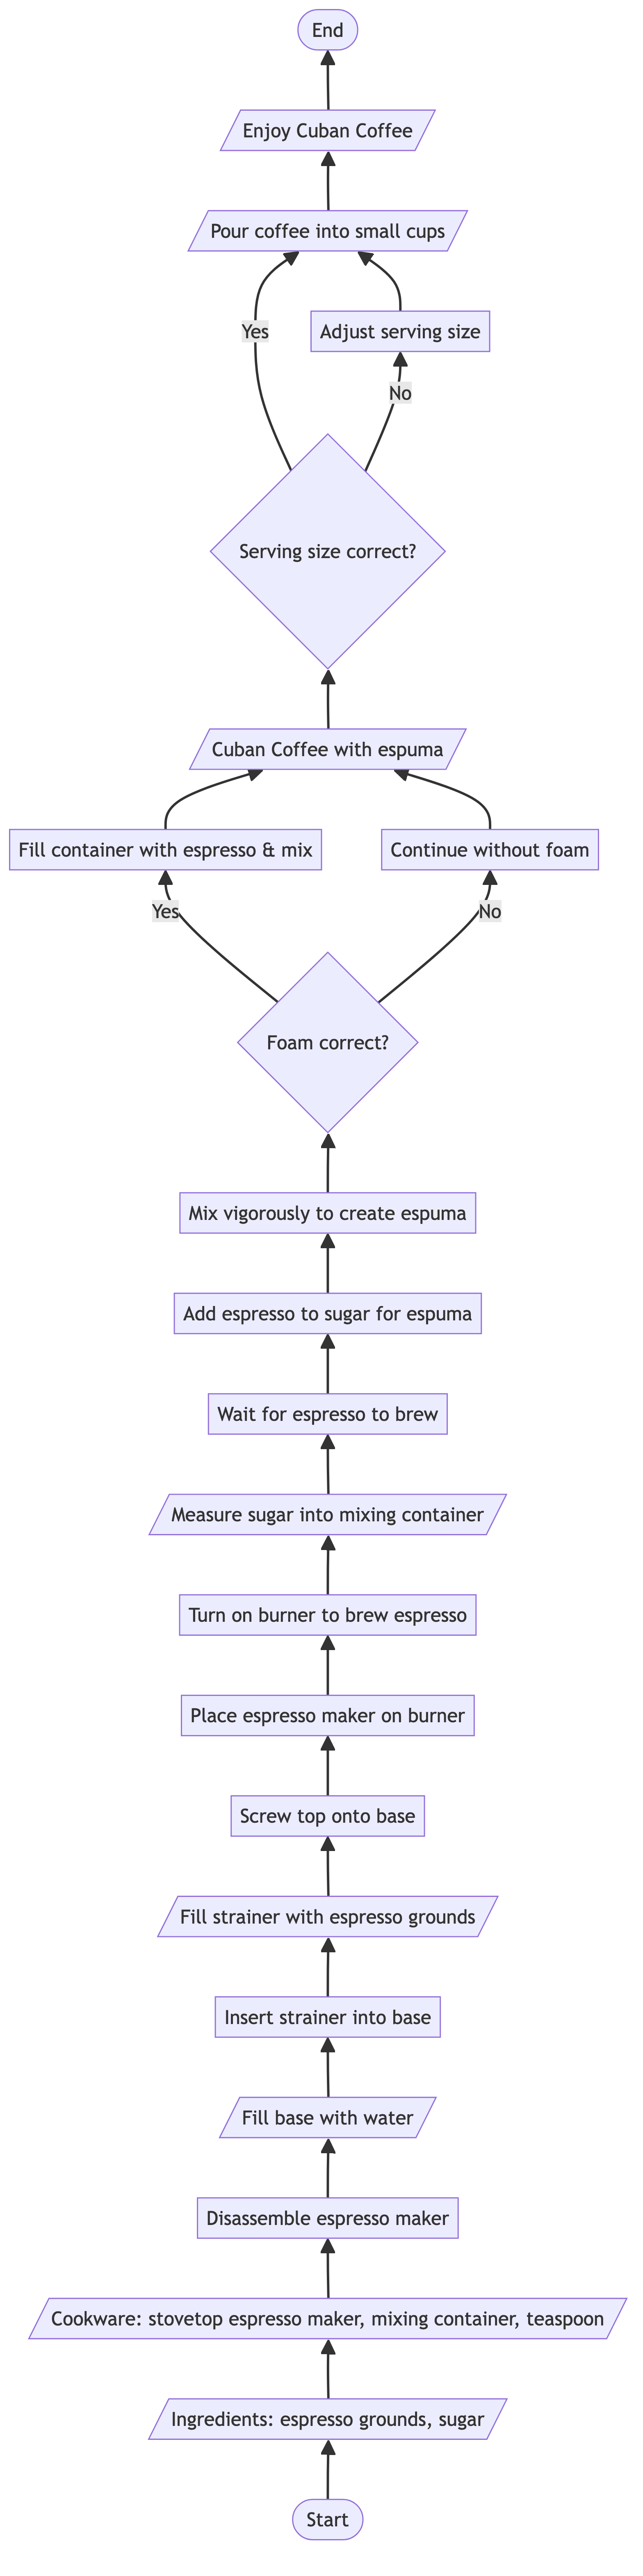 End
Enjoy Cuban Coffee
Pour coffee into small cups
Yes
Adjust serving size
No
Serving size correct?
Cuban Coffee with espuma
Fill container with espresso & mix
Continue without foam
Yes
No
Foam correct?
Mix vigorously to create espuma
Add espresso to sugar for espuma
Wait for espresso to brew
Measure sugar into mixing container
Turn on burner to brew espresso
Place espresso maker on burner
Screw top onto base
Fill strainer with espresso grounds
Insert strainer into base
Fill base with water
Disassemble espresso maker
Cookware: stovetop espresso maker, mixing container, teaspoon
Ingredients: espresso grounds, sugar
Start